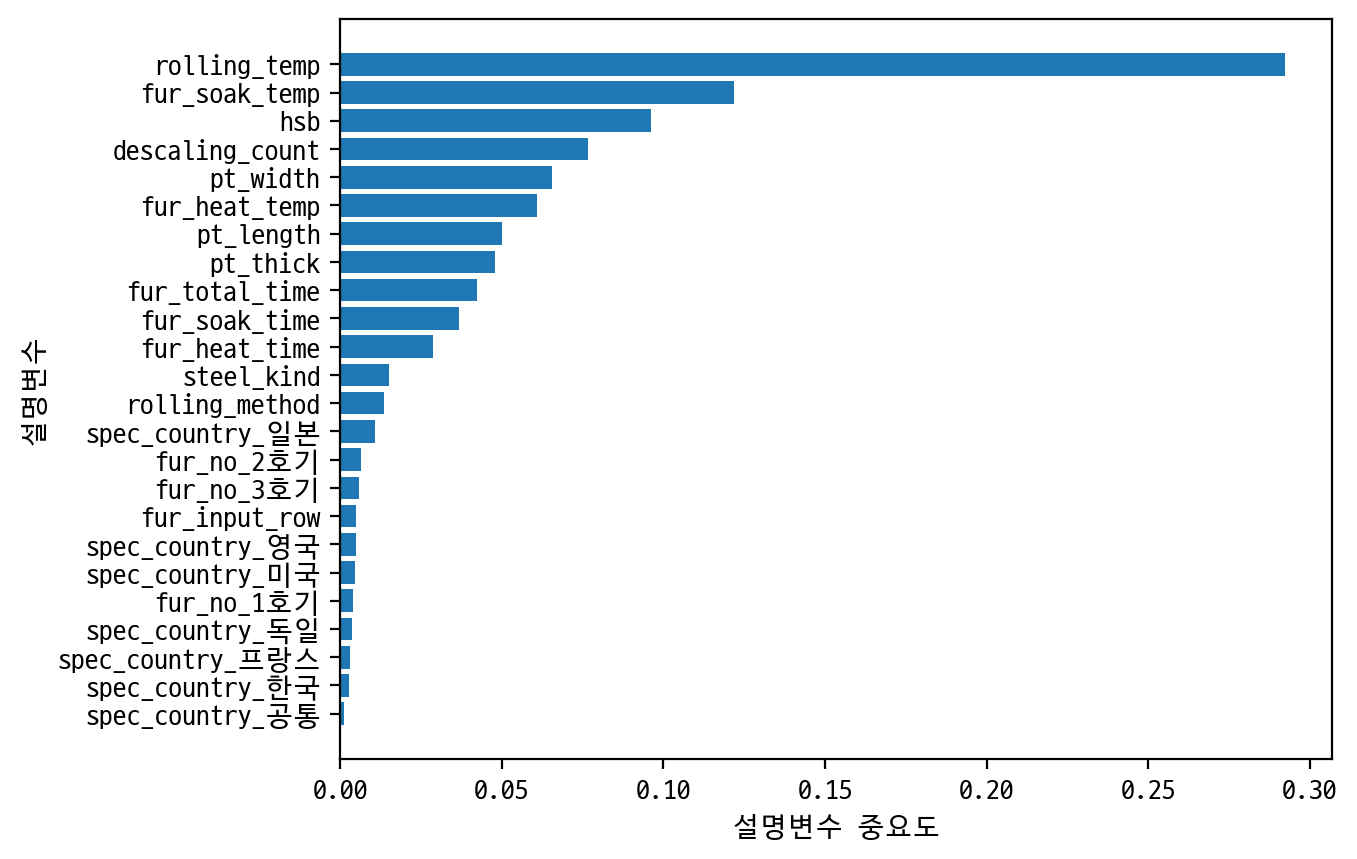 rolling_temp
fur_soak_temp
hsb
descaling_count
pt_width
fur_heat_temp
pt_length
pt_thick
fur_total_time
fur_soak_time
fur_heat_time
steel_kind
rolling_method
spec_country_일본
fur_no_2호기
fur_no_3호기
fur_input_row
spec_country_영국
spec_country_미국
fur_no_1호기
spec_country_독일
spec_country_프랑스
spec_country_한국
spec_country_공통
설명변수
0.00 0.05 0.10 0.15 0.20 0.25 0.30
설명변수 중요도